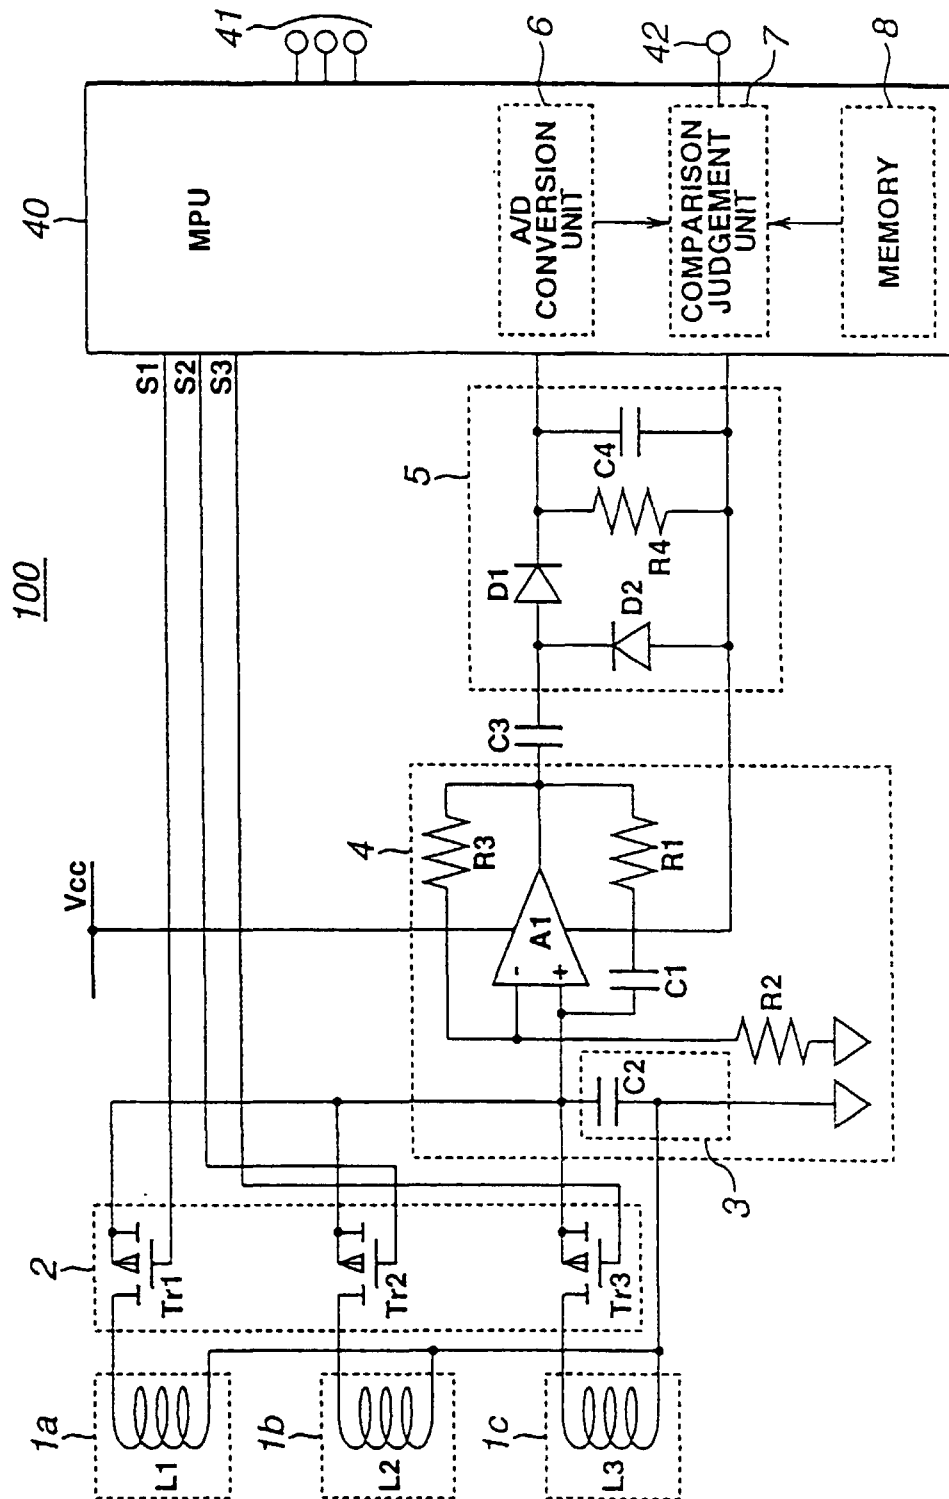 100
40
MPU
41
S1
S2
S3
A/D
CONVERSION
UNIT
6
COMPARISON
JUDGEMENT
UNIT
42
7
MEMORY
8
Vcc
2
Tr1
Tr2
Tr3
1a
L1
1b
L2
1c
L3
3
C2
4
R3
A1
-
+
R1
C1
R2
C3
5
D1
D2
R4
C4